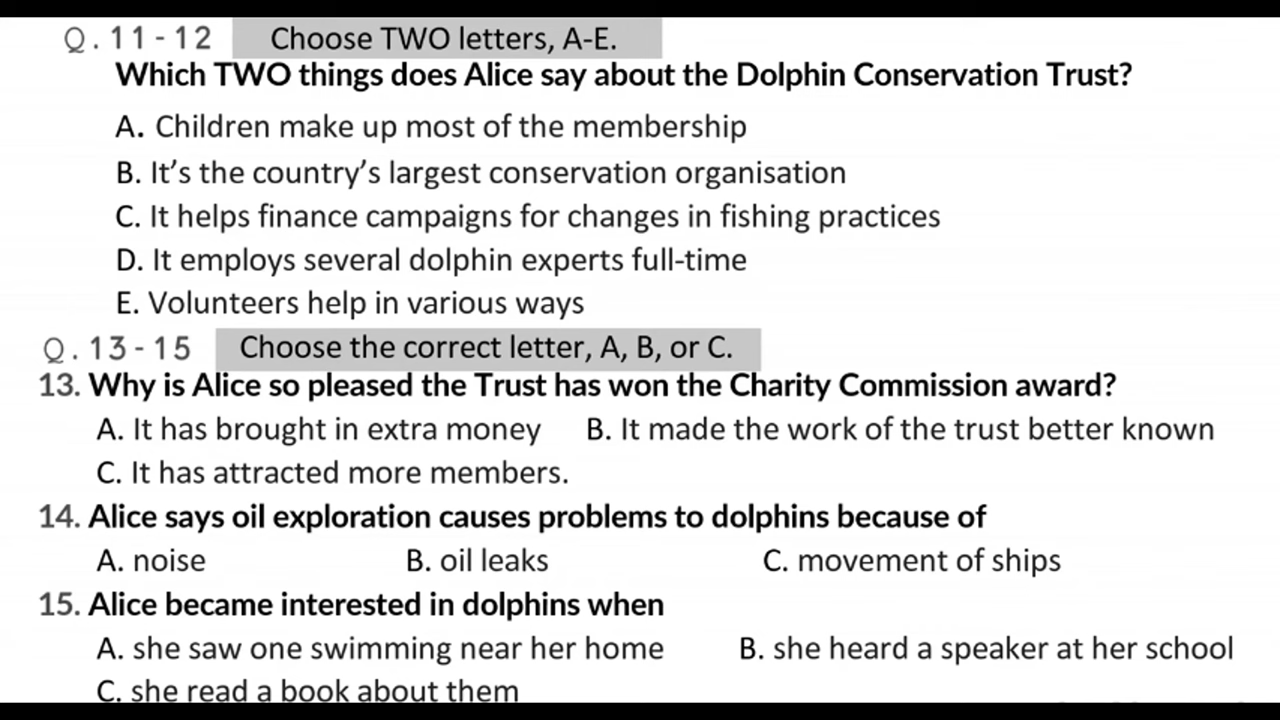 Q. 11-12 Choose TWO letters, A-E.
Which TWO things does Alice say about the Dolphin Conservation Trust?
A. Children make up most of the membership
B. It’s the country’s largest conservation organisation
C. It helps finance campaigns for changes in fishing practices
D. It employs several dolphin experts full-time
E. Volunteers help in various ways
Q. 13-15 Choose the correct letter, A, B, or C.
13. Why is Alice so pleased the Trust has won the Charity Commission award?
A. It has brought in extra money B. It made the work of the trust better known
C. It has attracted more members.
14. Alice says oil exploration causes problems to dolphins because of
A. noise B. oil leaks C. movement of ships
15. Alice became interested in dolphins when
A. she saw one swimming near her home B. she heard a speaker at her school
C. she read a book about them